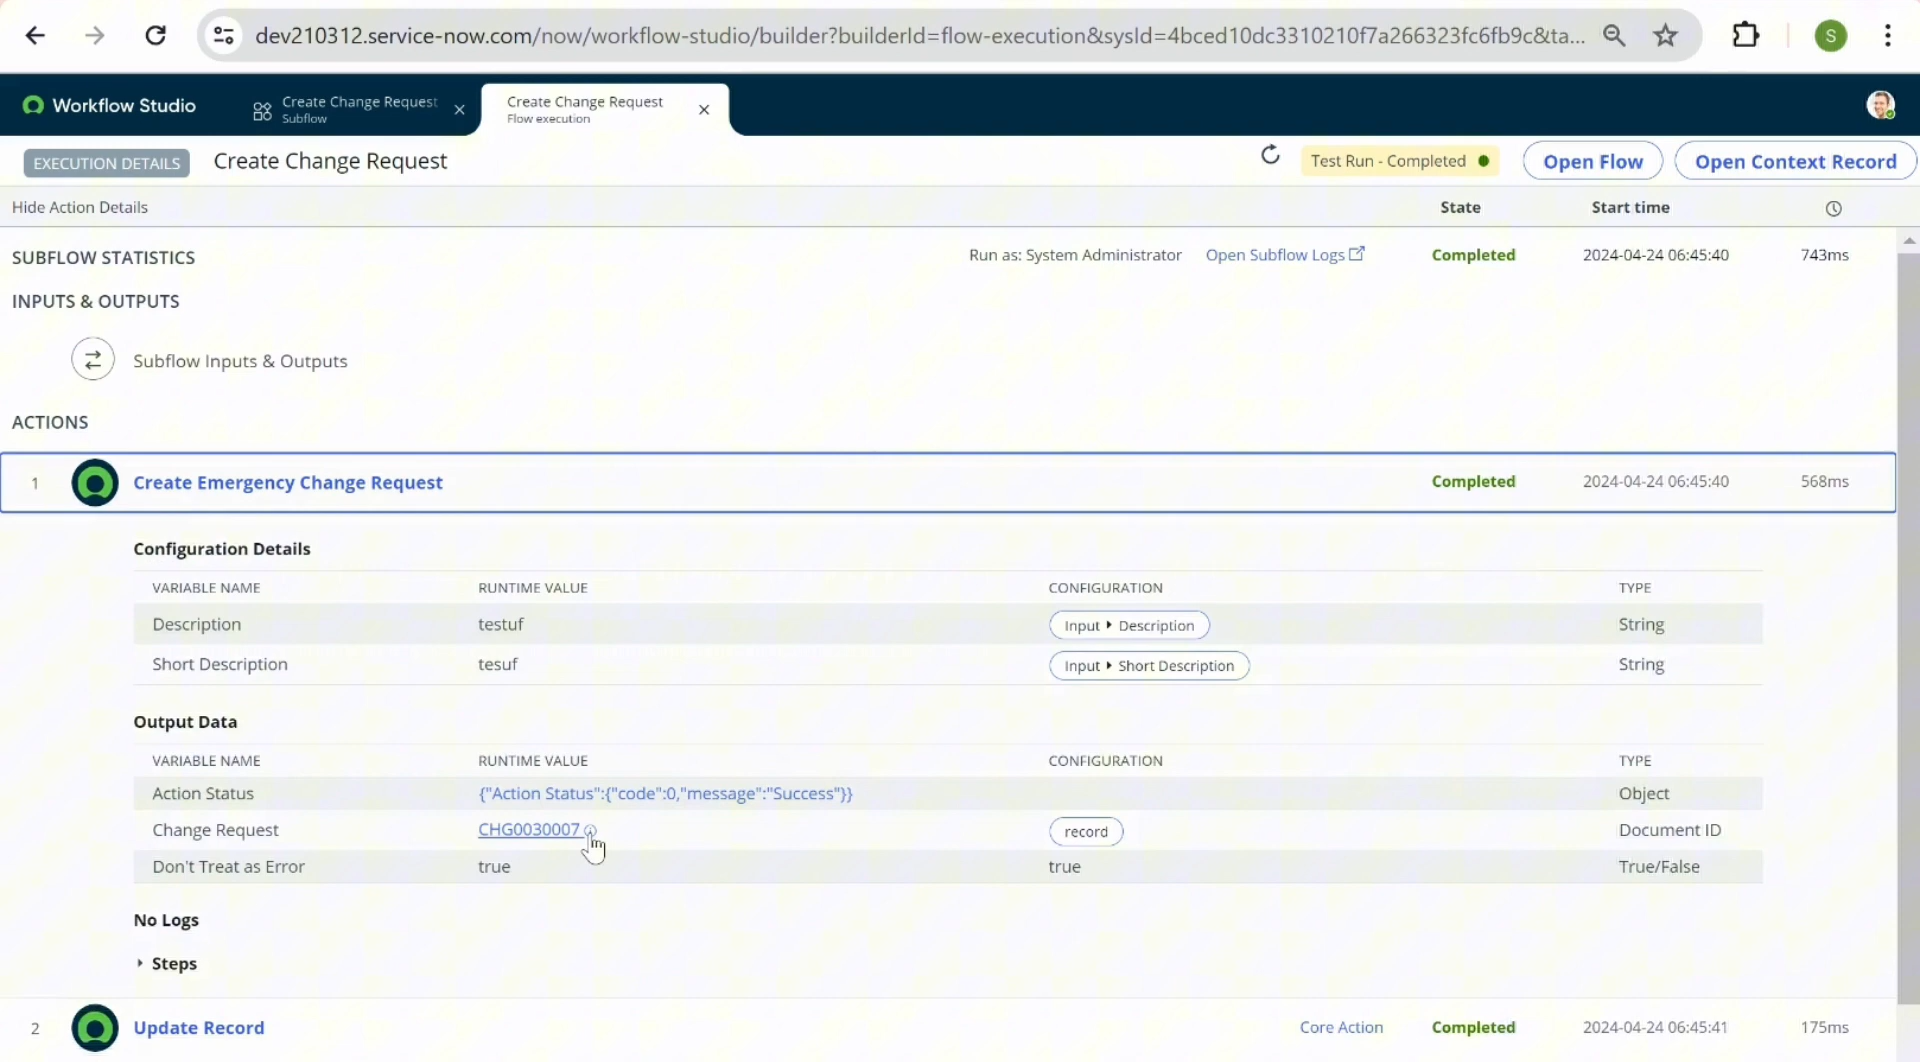 dev210312.service-now.com/now/workflow-studio/builder?builderId=flow-execution&sysId=4bced10dc3310210f7a266323fc6fb9c&ta...
S
Workflow Studio
Create Change Request
Subflow
Create Change Request
Flow execution
EXECUTION DETAILS Create Change Request Test Run - Completed Open Flow Open Context Record
Hide Action Details State Start time
SUBFLOW STATISTICS Run as: System Administrator Open Subflow Logs Completed 2024-04-24 06:45:40 743ms
INPUTS & OUTPUTS
Subflow Inputs & Outputs
ACTIONS
1 Create Emergency Change Request Completed 2024-04-24 06:45:40 568ms
Configuration Details
VARIABLE NAME RUNTIME VALUE CONFIGURATION TYPE
Description testuf Input Description String
Short Description tesuf Input Short Description String
Output Data
VARIABLE NAME RUNTIME VALUE CONFIGURATION TYPE
Action Status {"Action Status":{"code":0,"message":"Success"}} Object
Change Request CHG0030007 record Document ID
Don't Treat as Error true true True/False
No Logs
Steps
2 Update Record Core Action Completed 2024-04-24 06:45:41 175ms